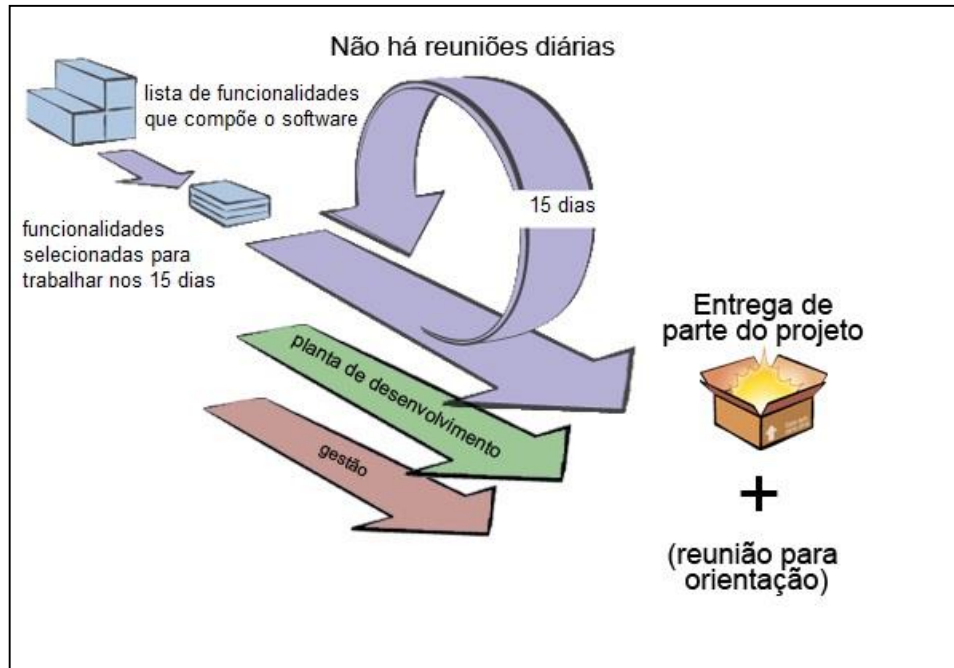 Não há reuniões diárias
lista de funcionalidades
que compõe o software
15 dias
funcionalidades
selecionadas para
trabalhar nos 15 dias
planta de desenvolvimento
gestão
Entrega de
parte do projeto
+
(reunião para
orientação)